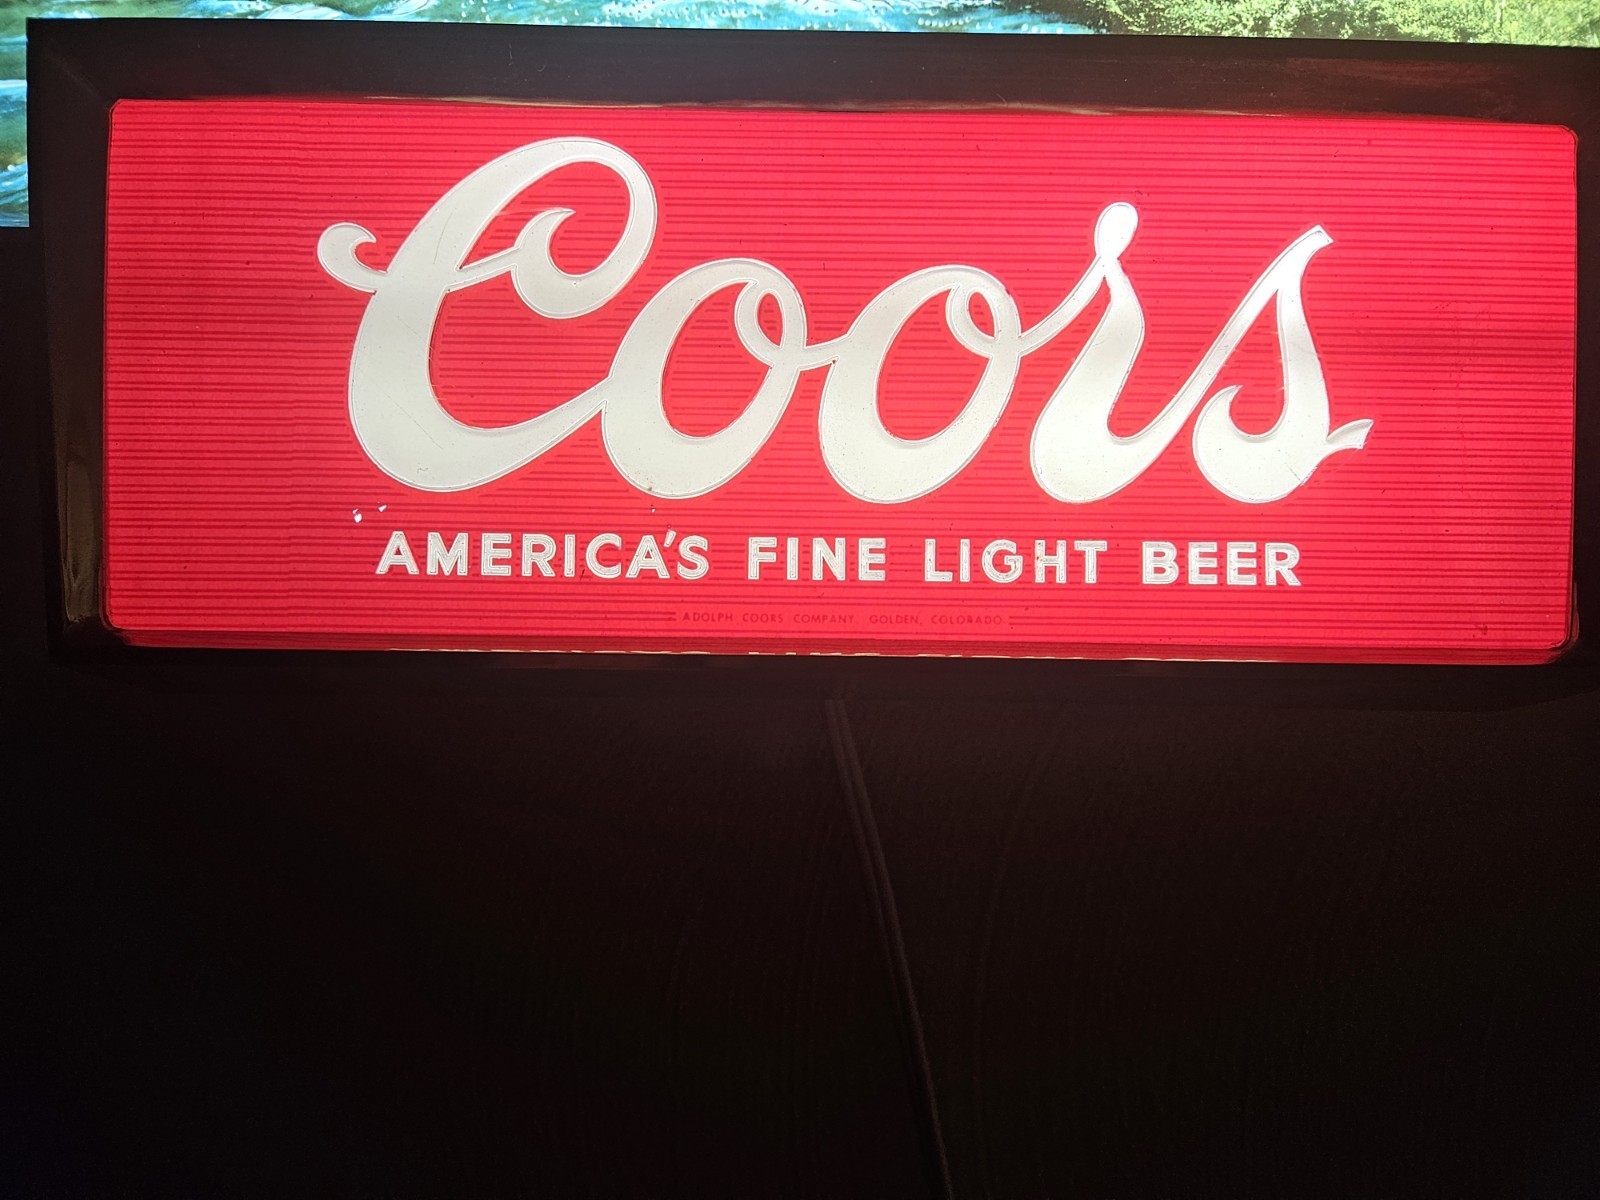 Coors
AMERICA'S FINE LIGHT BEER
ADOLPH COORS COMPANY, GOLDEN, COLORADO